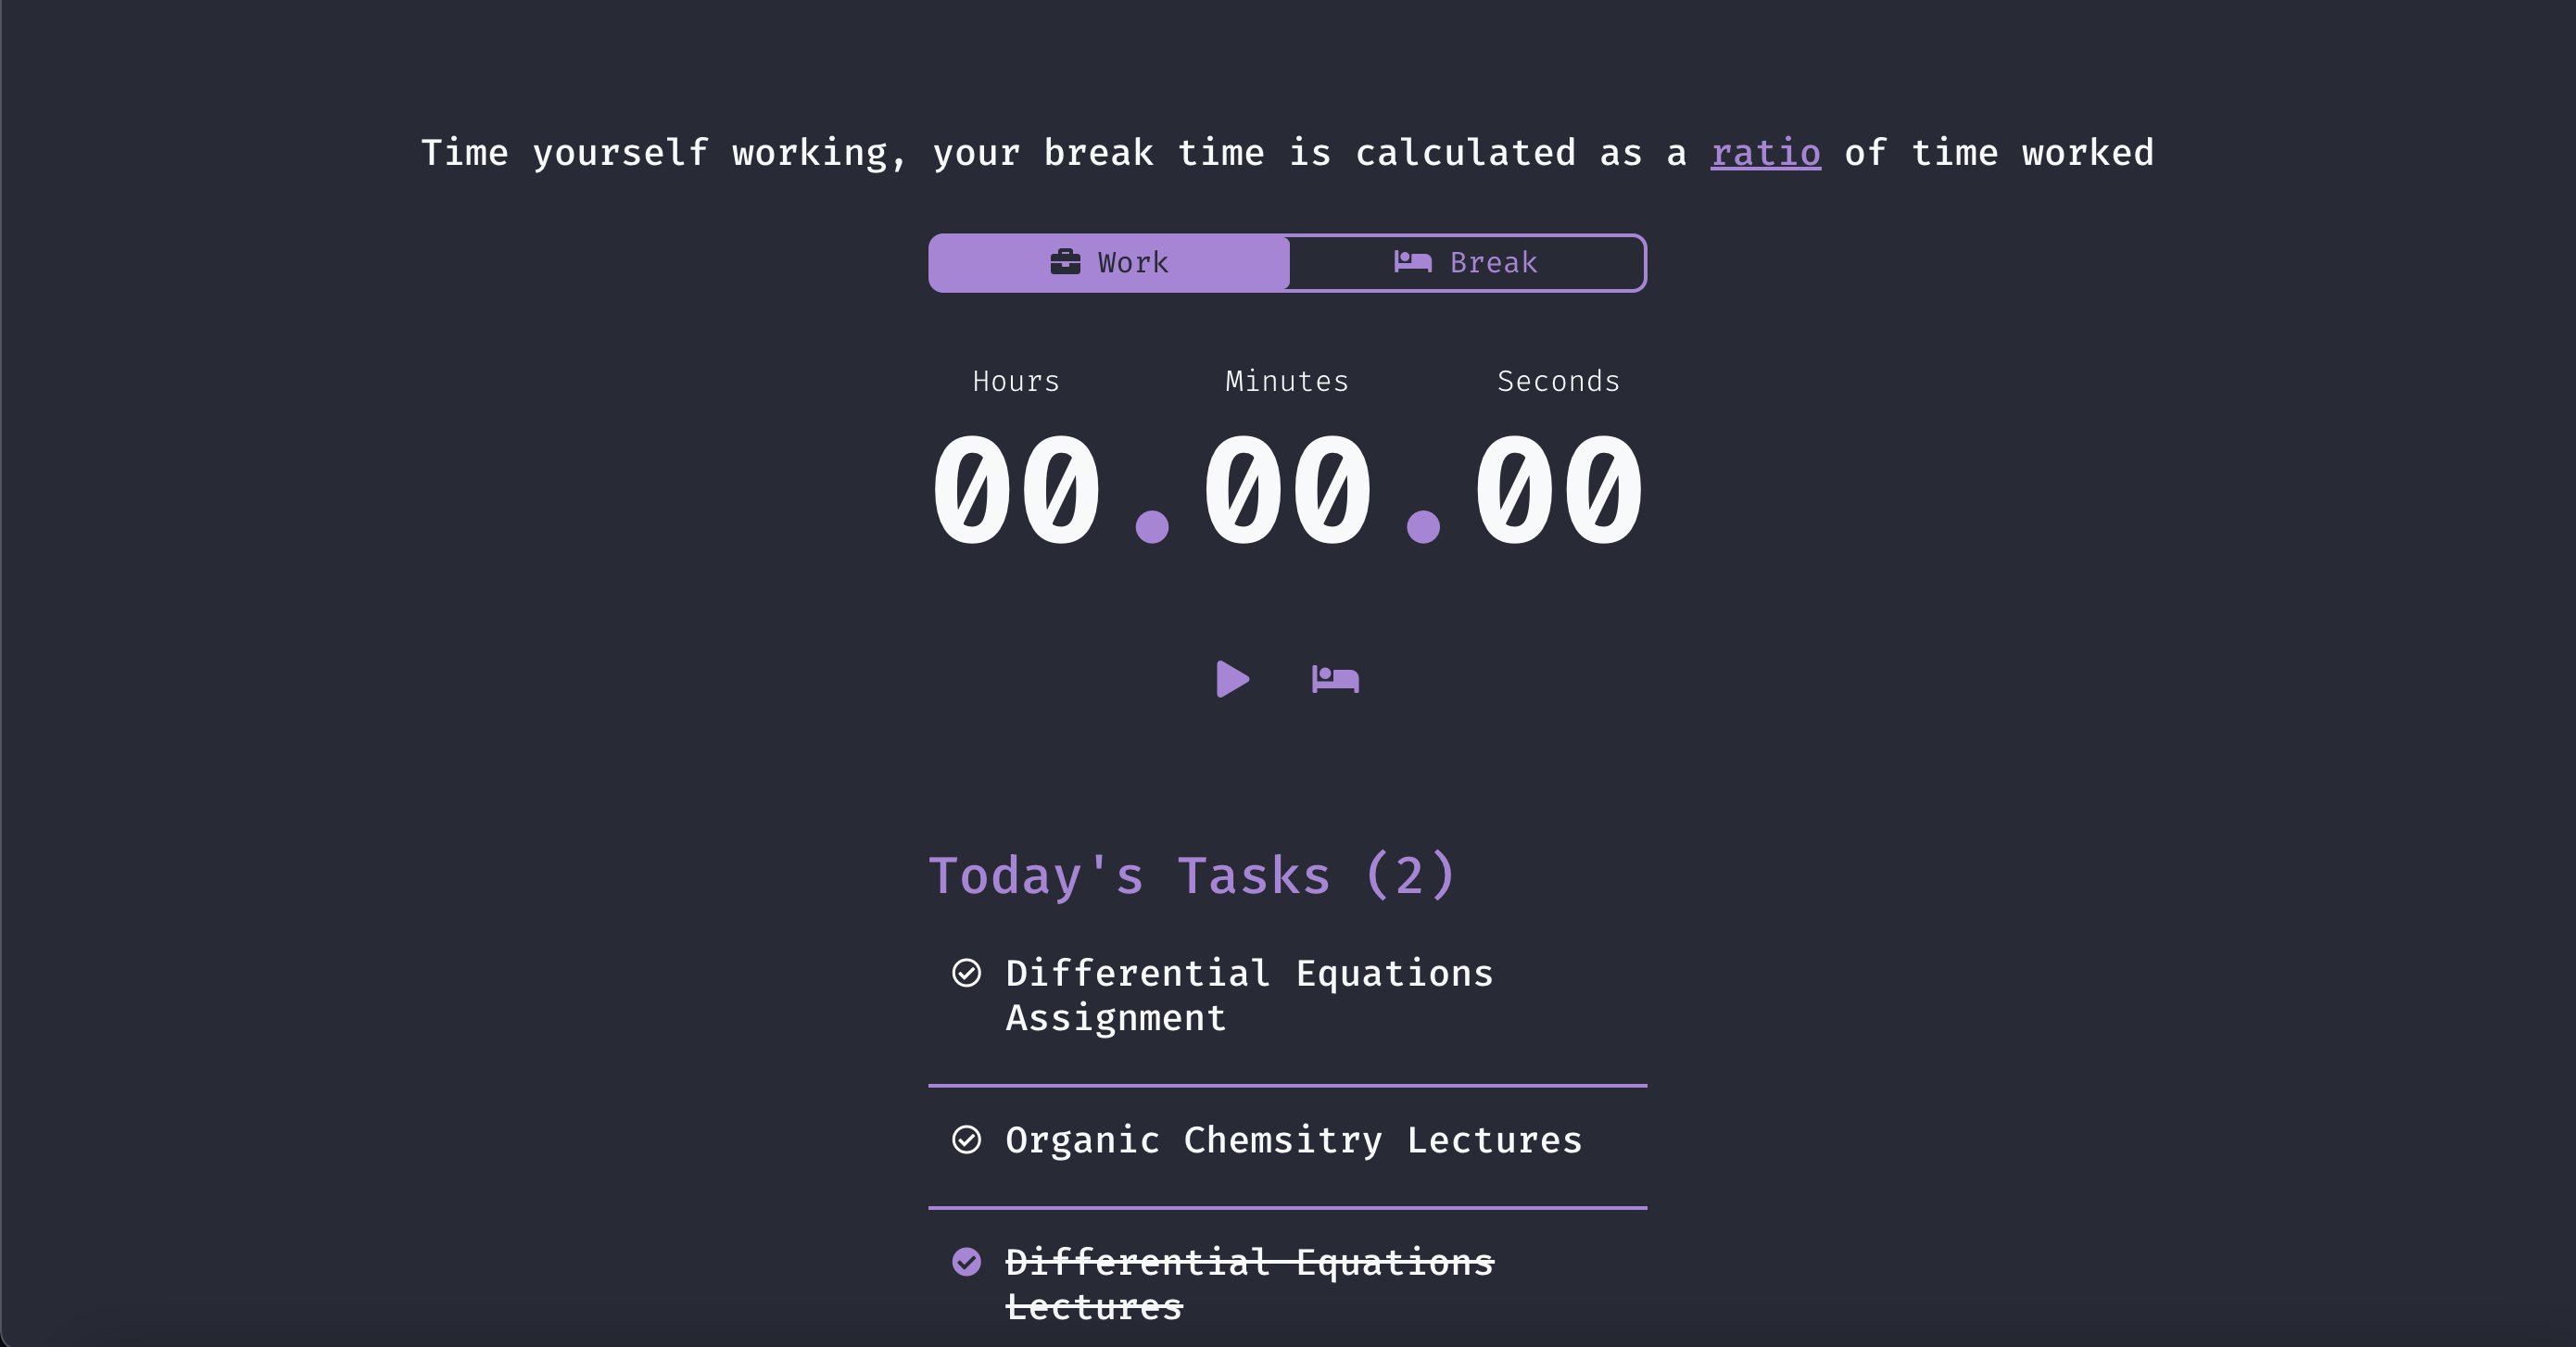 Time yourself working, your break time is calculated as a ratio of time worked
Work Break
Hours Minutes Seconds
00.00.00
Today's Tasks (2)
Differential Equations
Assignment
Organic Chemsitry Lectures
Differential Equations
Lectures